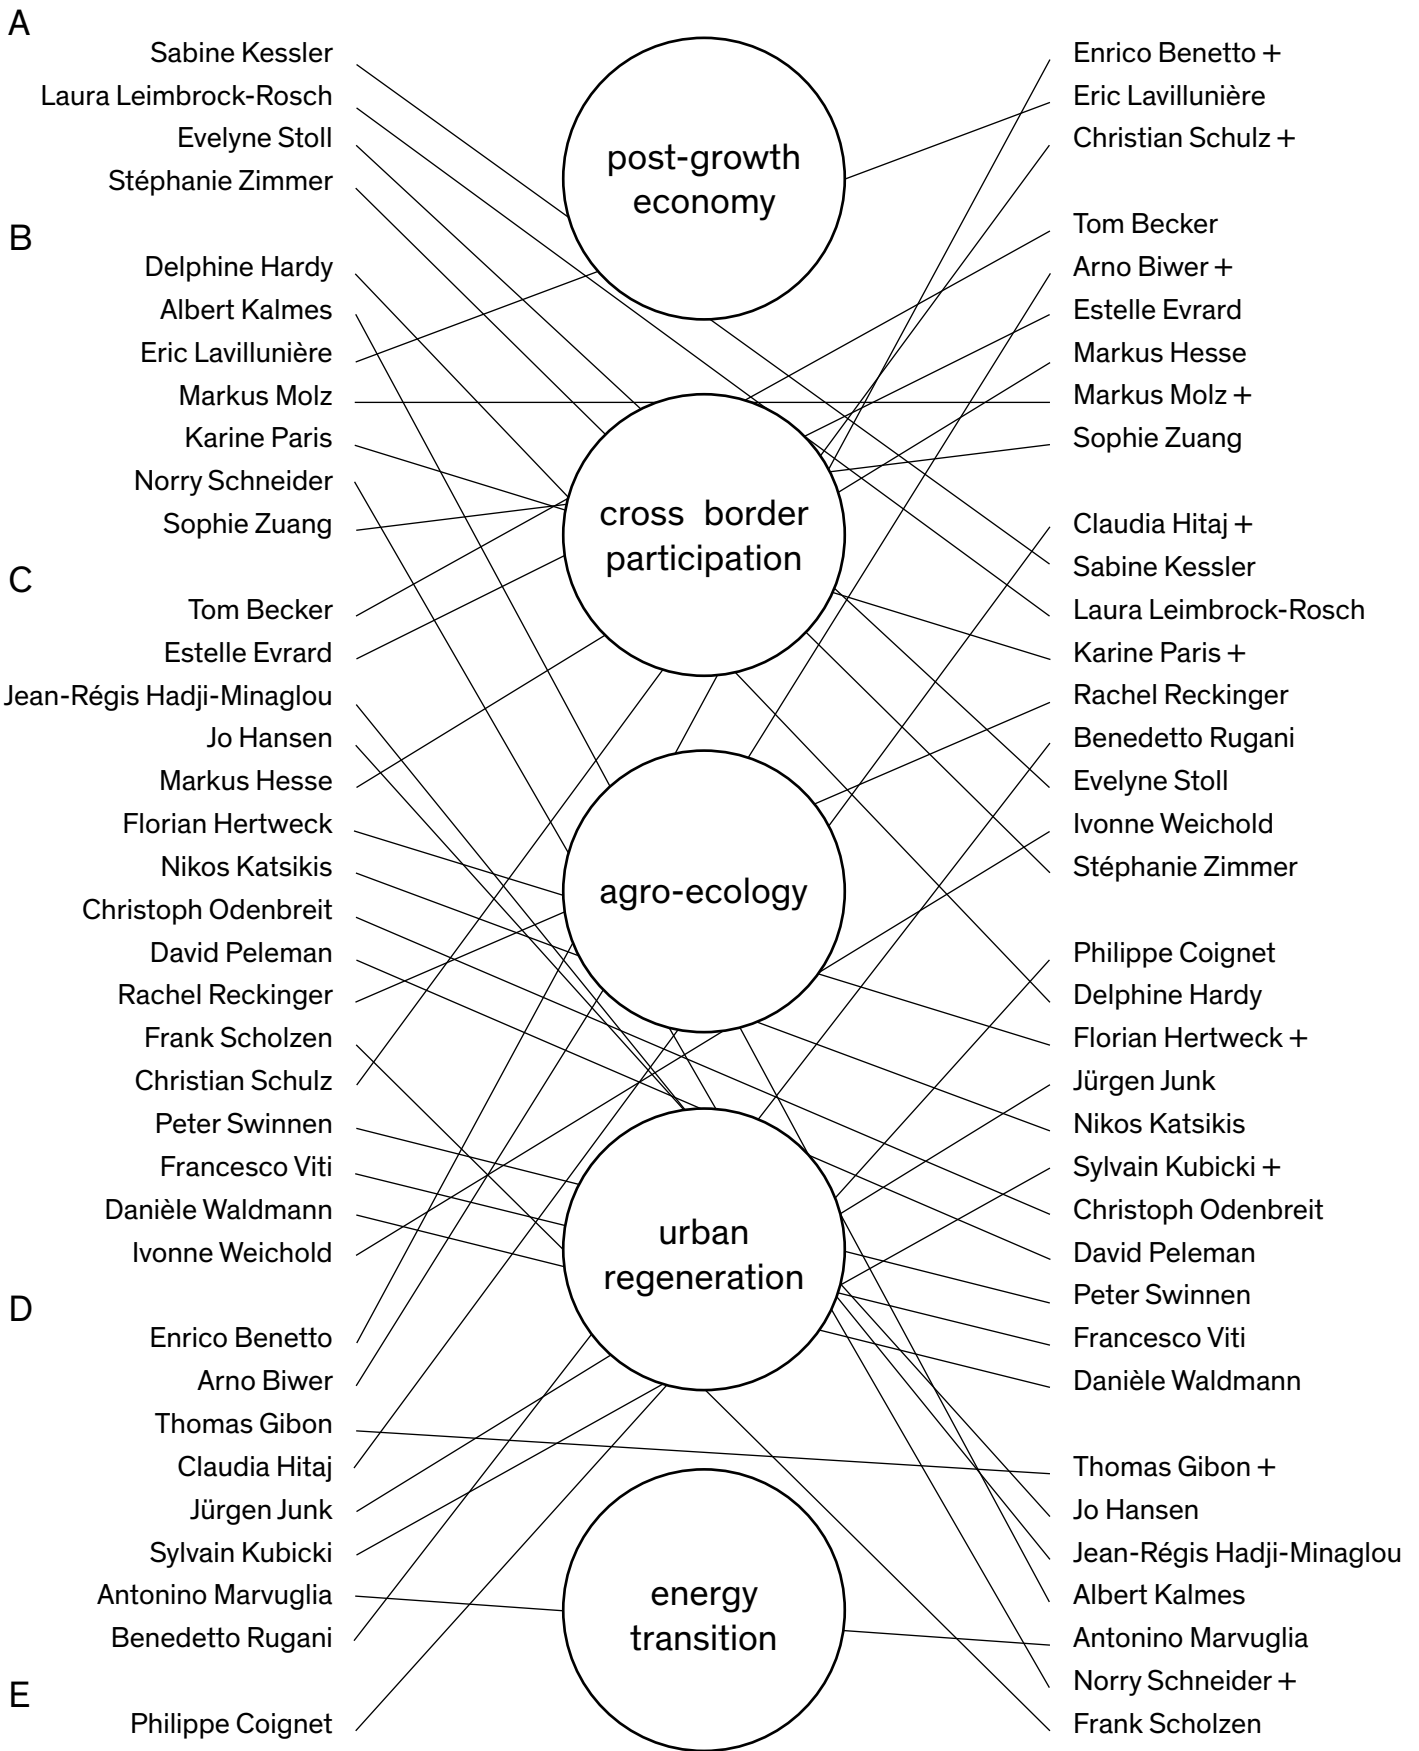 A
Sabine Kessler
Laura Leimbrock-Rosch
Evelyne Stoll
Stéphanie Zimmer
B
Delphine Hardy
Albert Kalmes
Eric Lavillunière
Markus Molz
Karine Paris
Norry Schneider
Sophie Zuang
C
Tom Becker
Estelle Evrard
Jean-Régis Hadji-Minaglou
Jo Hansen
Markus Hesse
Florian Hertweck
Nikos Katsikis
Christoph Odenbreit
David Peleman
Rachel Reckinger
Frank Scholzen
Christian Schulz
Peter Swinnen
Francesco Viti
Danièle Waldmann
Ivonne Weichold
D
Enrico Benetto
Arno Biwer
Thomas Gibon
Claudia Hitaj
Jürgen Junk
Sylvain Kubicki
Antonino Marvuglia
Benedetto Rugani
E
Philippe Coignet
post-growth
economy
cross border
participation
agro-ecology
urban
regeneration
energy
transition
Enrico Benetto +
Eric Lavillunière
Christian Schulz +
Tom Becker
Arno Biwer +
Estelle Evrard
Markus Hesse
Markus Molz +
Sophie Zuang
Claudia Hitaj +
Sabine Kessler
Laura Leimbrock-Rosch
Karine Paris +
Rachel Reckinger
Benedetto Rugani
Evelyne Stoll
Ivonne Weichold
Stéphanie Zimmer
Philippe Coignet
Delphine Hardy
Florian Hertweck +
Jürgen Junk
Nikos Katsikis
Sylvain Kubicki +
Christoph Odenbreit
David Peleman
Peter Swinnen
Francesco Viti
Danièle Waldmann
Thomas Gibon +
Jo Hansen
Jean-Régis Hadji-Minaglou
Albert Kalmes
Antonino Marvuglia
Norry Schneider +
Frank Scholzen